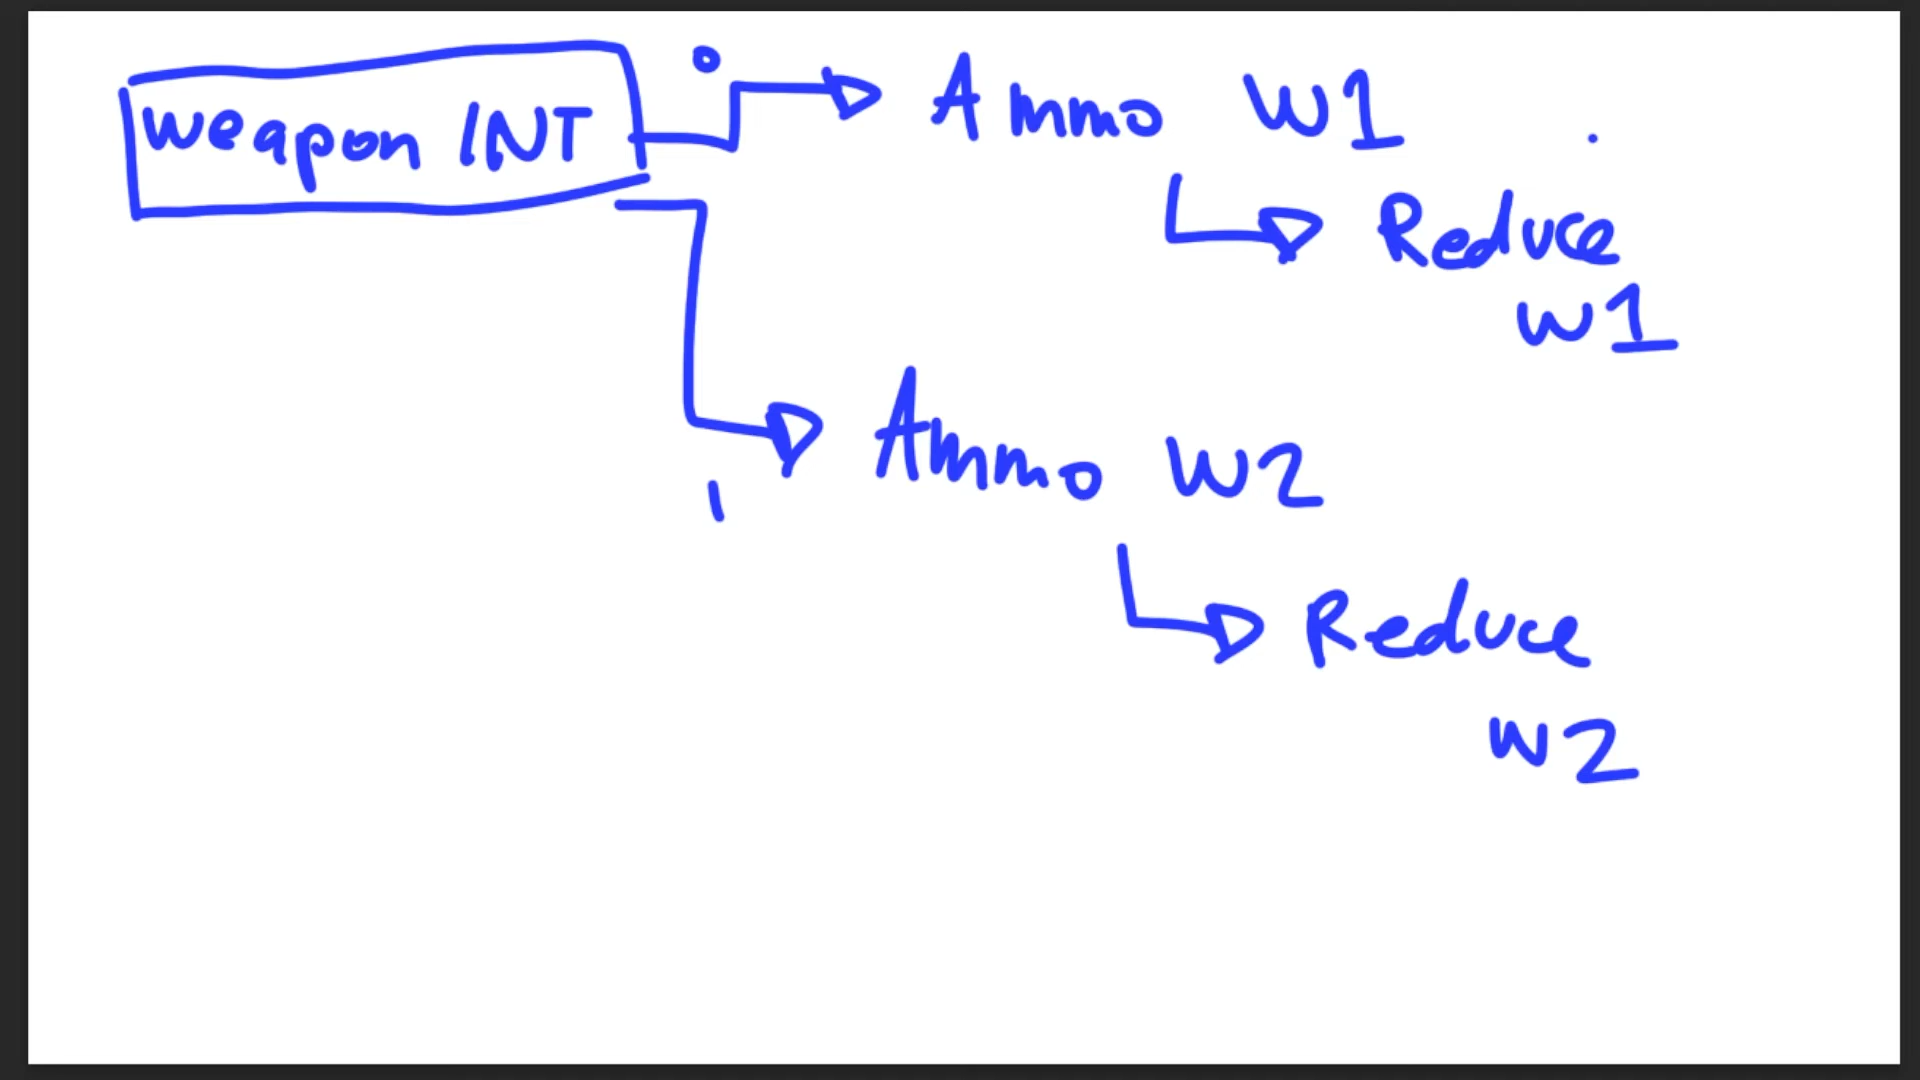 weapon INT
0
Ammo W1
Reduce
W1
Ammo W2
1
Reduce
W2